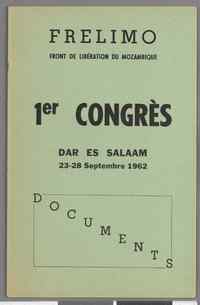 FRELIMO
FRONT DE LIBÉRATION DU MOZAMBIQUE
1er CONGRÈS
DAR ES SALAAM
23-28 Septembre 1962
DOCUMENTS